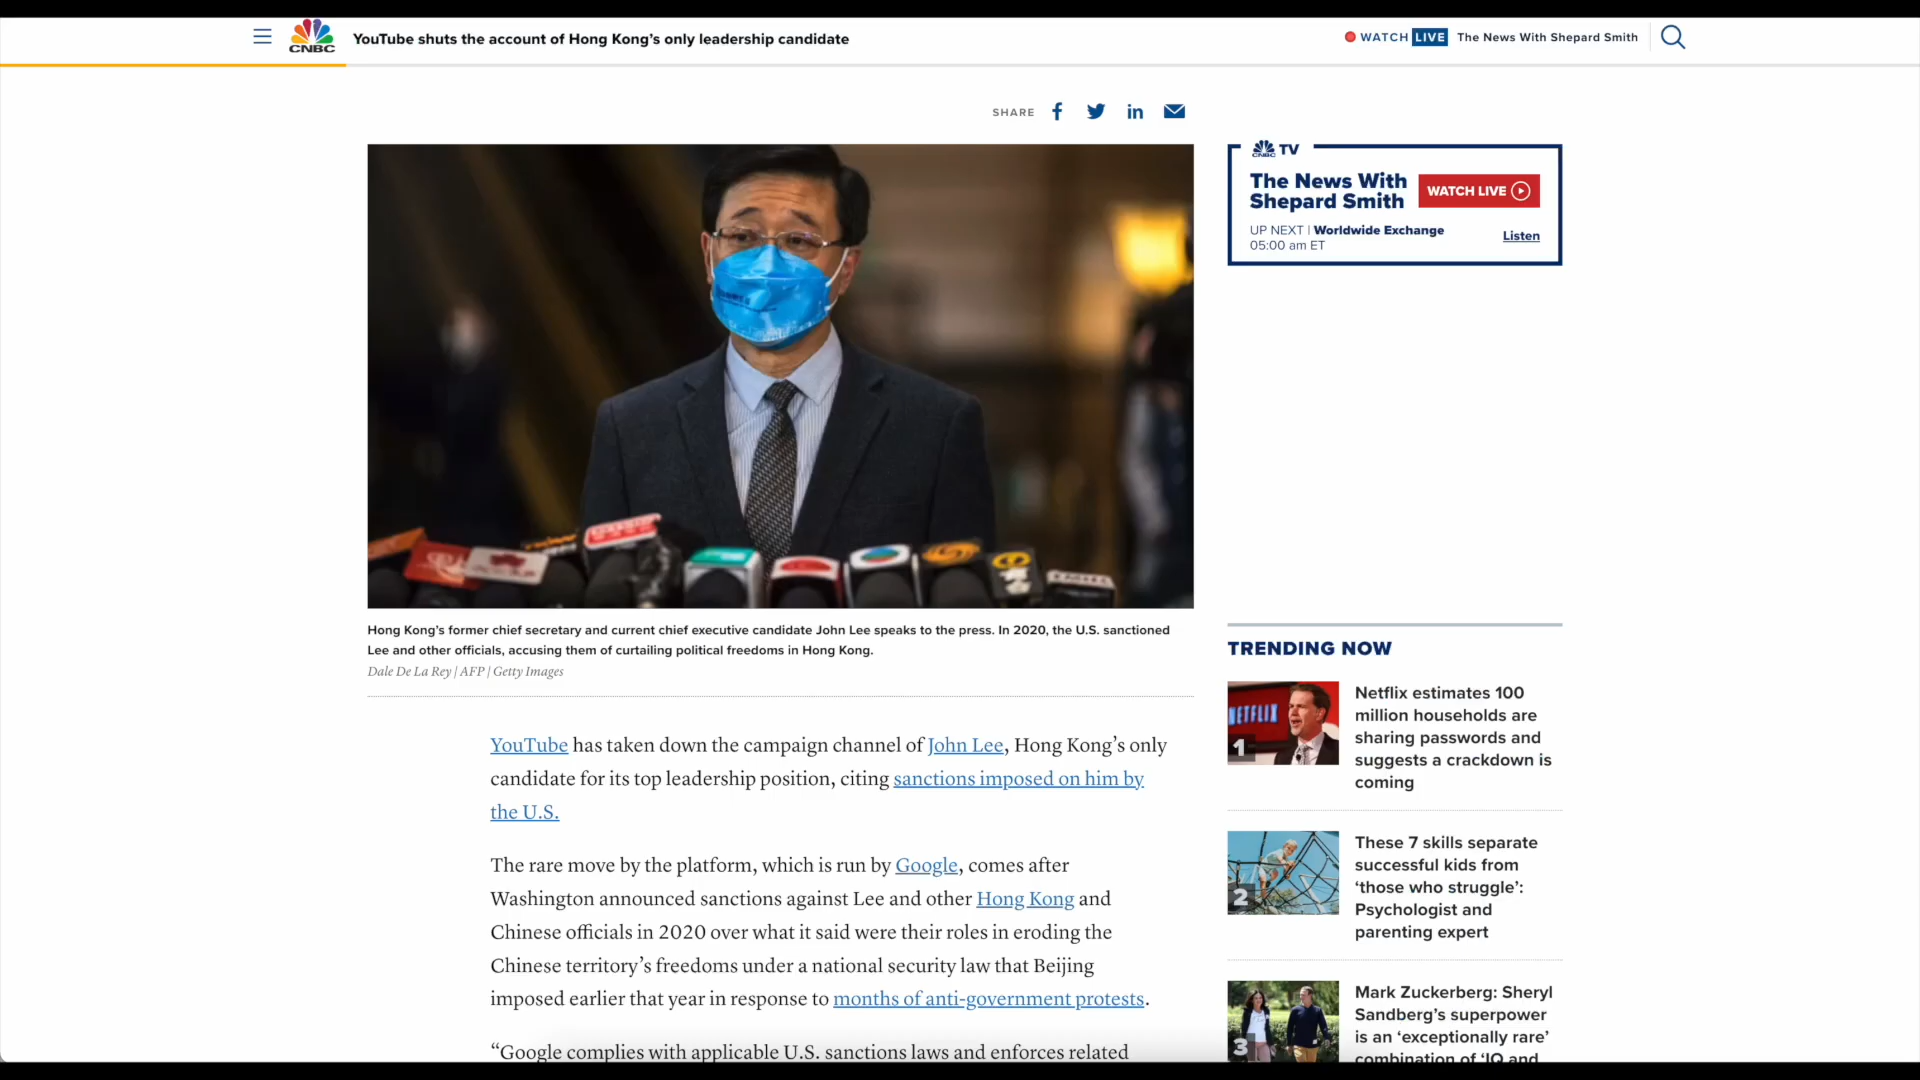 CNBC
YouTube shuts the account of Hong Kong's only leadership candidate
WATCH LIVE The News With Shepard Smith
SHARE
CNBC TV
The News With
Shepard Smith
WATCH LIVE
UP NEXT | Worldwide Exchange
05:00 am ET
Listen
Hong Kong's former chief secretary and current chief executive candidate John Lee speaks to the press. In 2020, the U.S. sanctioned
Lee and other officials, accusing them of curtailing political freedoms in Hong Kong.
Dale De La Rey | AFP | Getty Images
YouTube has taken down the campaign channel of John Lee, Hong Kong's only
candidate for its top leadership position, citing sanctions imposed on him by
the U.S.
The rare move by the platform, which is run by Google, comes after
Washington announced sanctions against Lee and other Hong Kong and
Chinese officials in 2020 over what it said were their roles in eroding the
Chinese territory's freedoms under a national security law that Beijing
imposed earlier that year in response to months of anti-government protests.
“Google complies with applicable U.S. sanctions laws and enforces related
TRENDING NOW
NETFLIX
1
Netflix estimates 100
million households are
sharing passwords and
suggests a crackdown is
coming
2
These 7 skills separate
successful kids from
‘those who struggle’:
Psychologist and
parenting expert
3
Mark Zuckerberg: Sheryl
Sandberg's superpower
is an ‘exceptionally rare’
combination of ‘IQ and